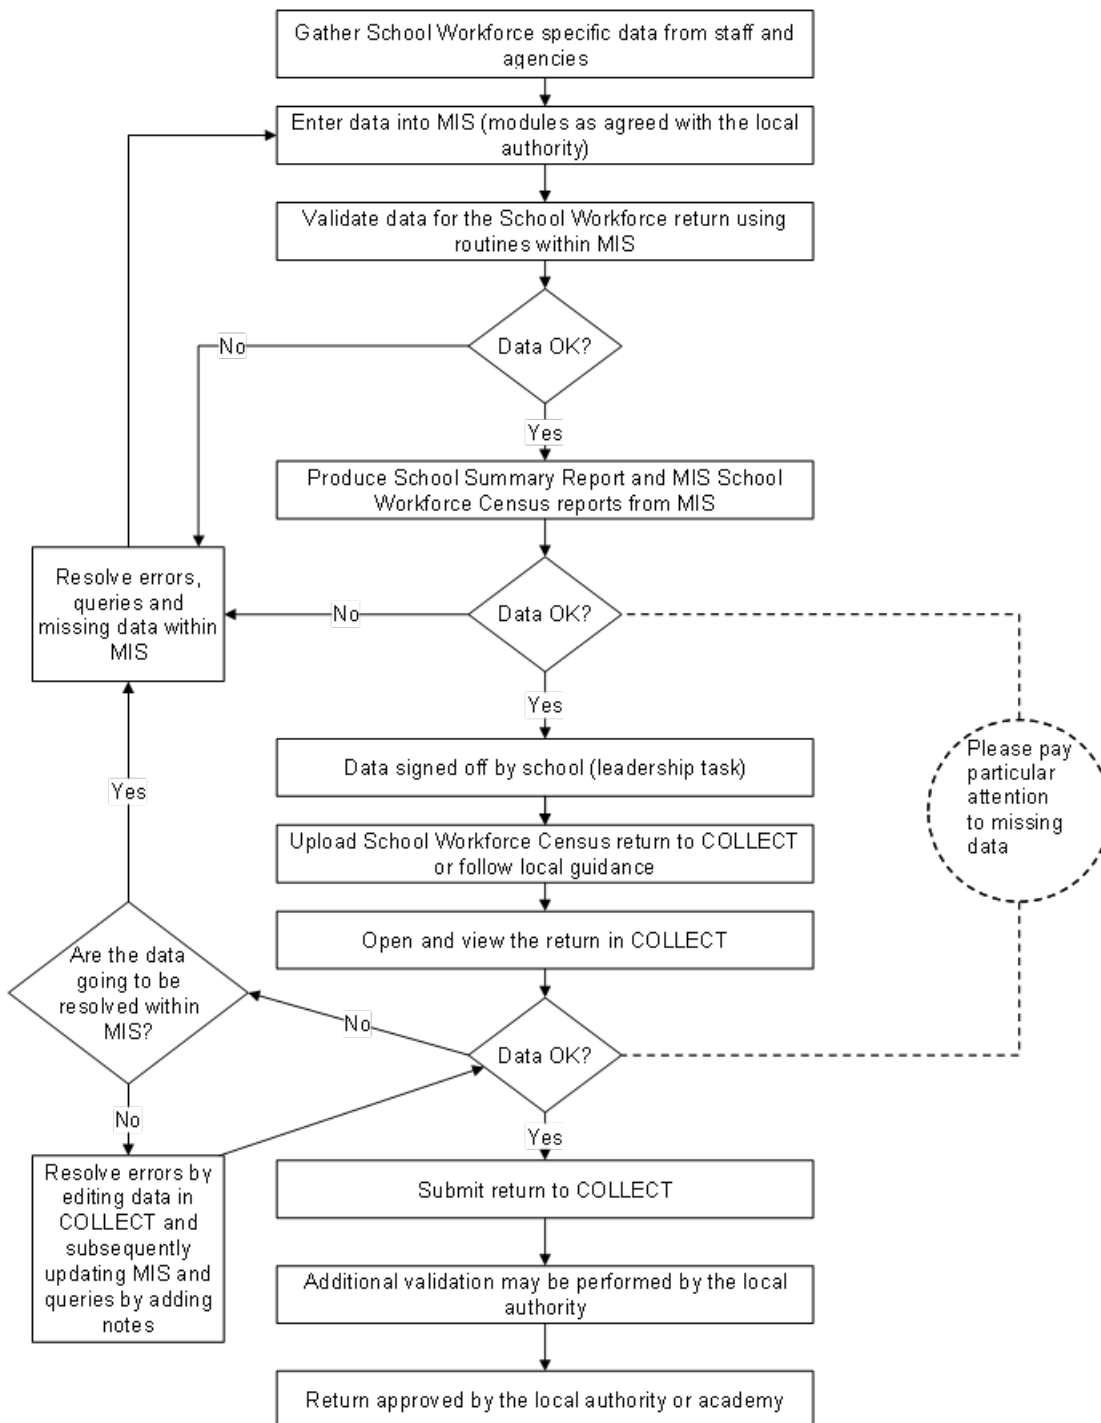 Gather School Workforce specific data from staff and
agencies
Enter data into MIS (modules as agreed with the local
authority)
Validate data for the School Workforce return using
routines within MIS
Data OK?
No
Yes
Produce School Summary Report and MIS School
Workforce Census reports from MIS
Resolve errors,
queries and
missing data within
MIS
Data OK?
No
Yes
Please pay
particular
attention
to missing
data
Data signed off by school (leadership task)
Upload School Workforce Census return to COLLECT
or follow local guidance
Open and view the return in COLLECT
Yes
Are the data
going to be
resolved within
MIS?
No
Data OK?
No
Yes
Resolve errors by
editing data in
COLLECT and
subsequently
updating MIS and
queries by adding
notes
Submit return to COLLECT
Additional validation may be performed by the local
authority
Return approved by the local authority or academy